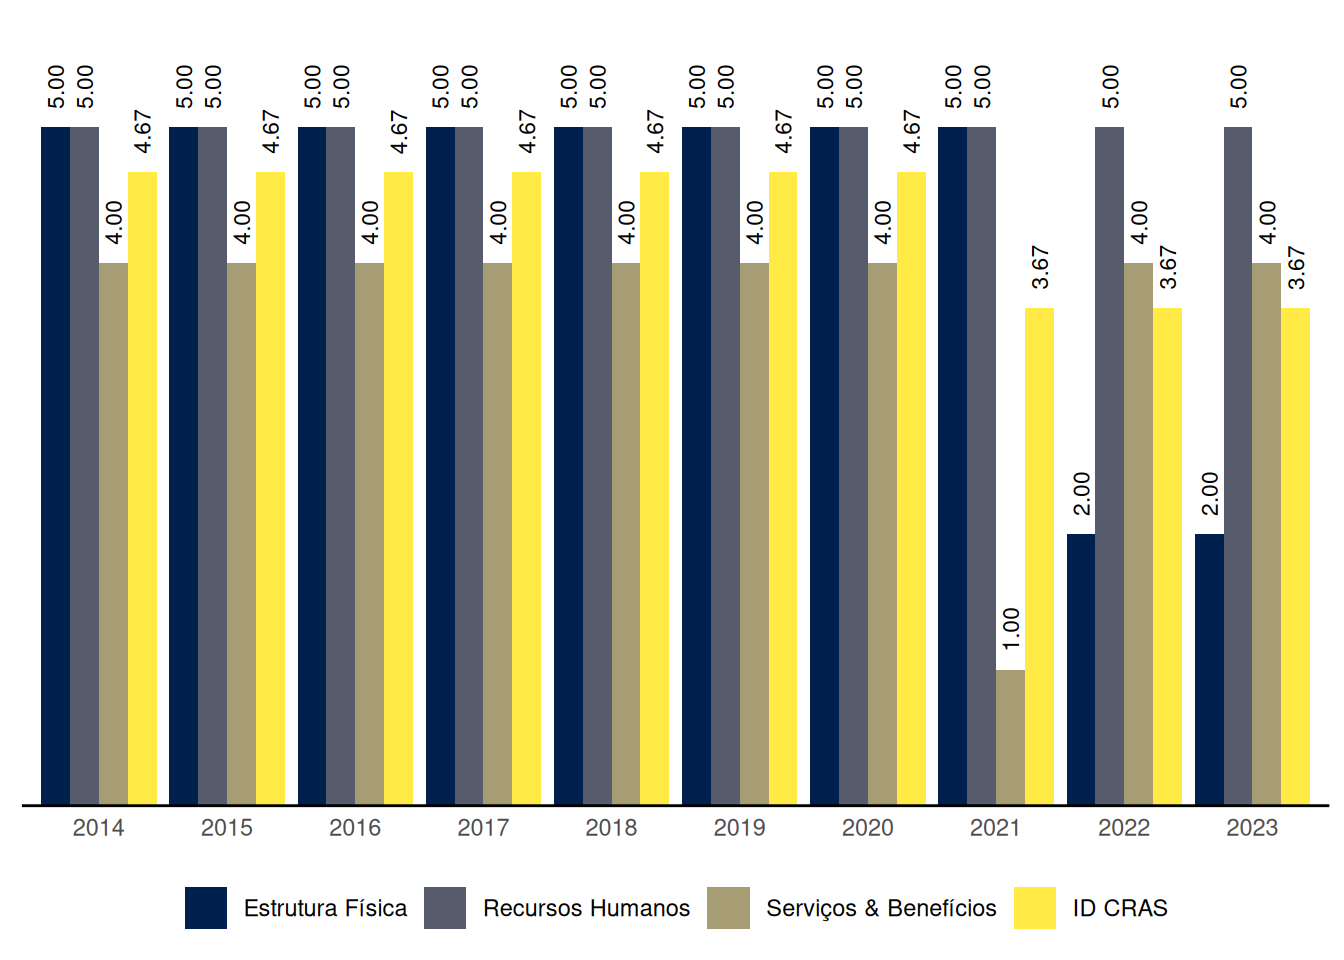 5.00 5.00 4.00 4.67 5.00 5.00 4.00 4.67 5.00 5.00 4.00 4.67 5.00 5.00 4.00 4.67 5.00 5.00 4.00 4.67 5.00 5.00 4.00 4.67 5.00 5.00 4.00 4.67 5.00 5.00 1.00 3.67 2.00 5.00 4.00 3.67 2.00 5.00 4.00 3.67
2014 2015 2016 2017 2018 2019 2020 2021 2022 2023
Estrutura Física Recursos Humanos Serviços & Benefícios ID CRAS